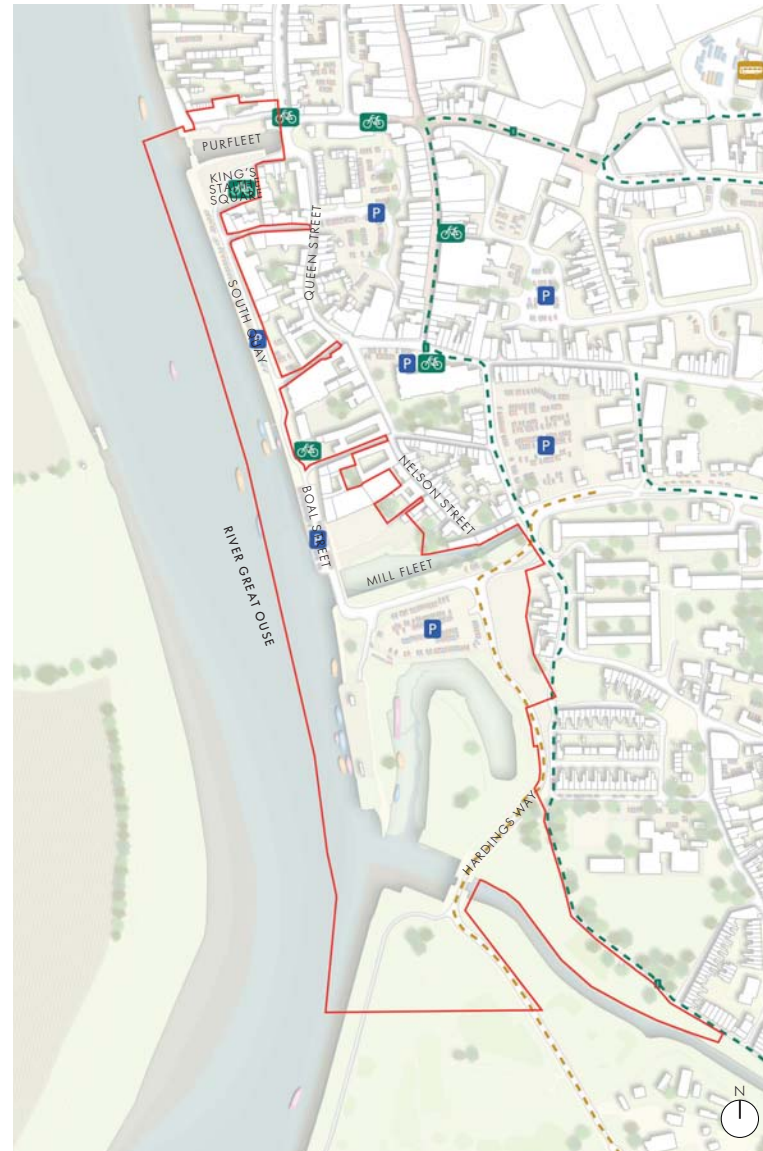 PURFLEET
KING'S
STAITHE
SQUARE
QUEEN STREET
P
SOUTH QUAY
P
P
P
P
NELSON STREET
BOAL STREET
P
RIVER GREAT OUSE
MILL FLEET
P
HARDINGS WAY
N